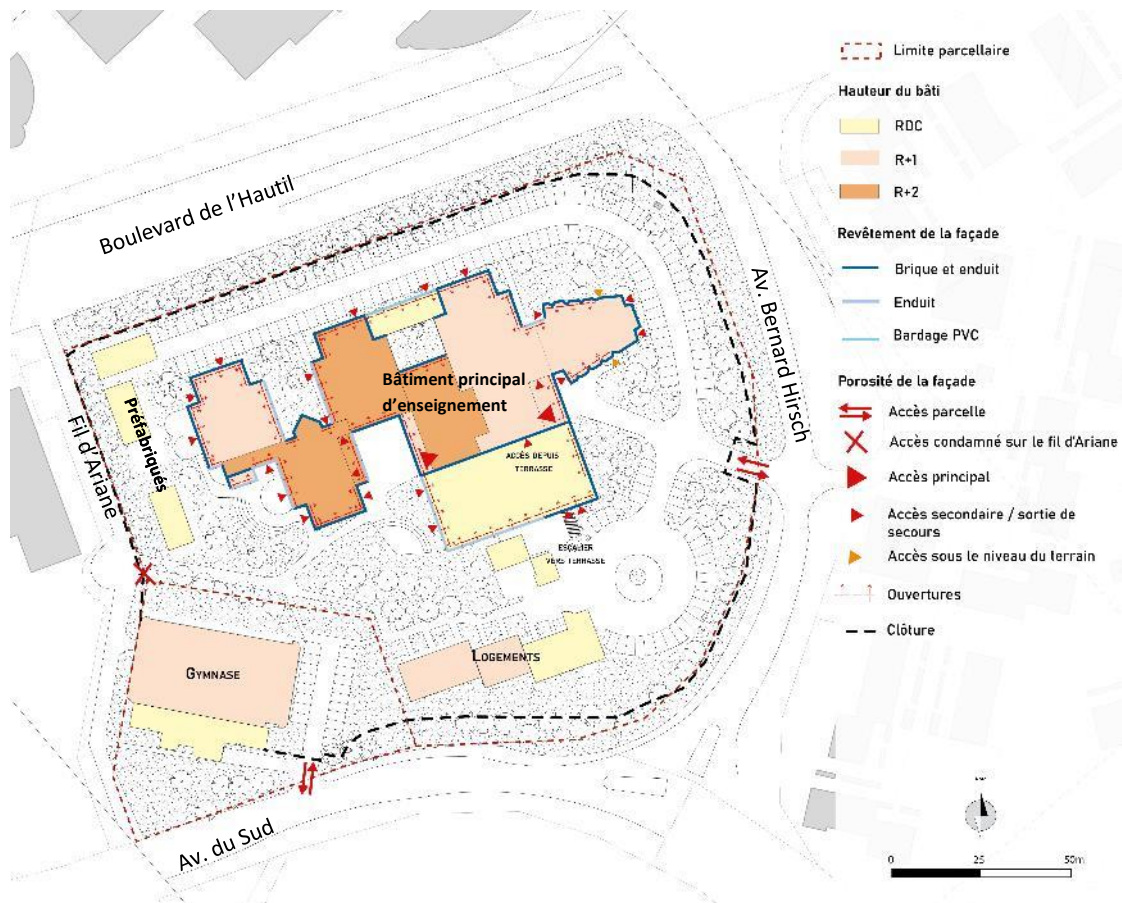 Boulevard de l'Hautil
Av. Bernard Hirsch
Fil d'Ariane
Préfabriqués
Bâtiment principal
d'enseignement
ACCÈS DEPUIS
TERRASSE
ESCALIER
VERS TERRASSE
LOGEMENTS
GYMNASE
Av. du Sud
Limite parcellaire
Hauteur du bâti
RDC
R+1
R+2
Revêtement de la façade
Brique et enduit
Enduit
Bardage PVC
Porosité de la façade
Accès parcelle
Accès condamné sur le fil d'Ariane
Accès principal
Accès secondaire / sortie de
secours
Accès sous le niveau du terrain
Ouvertures
Clôture
0 25 50m